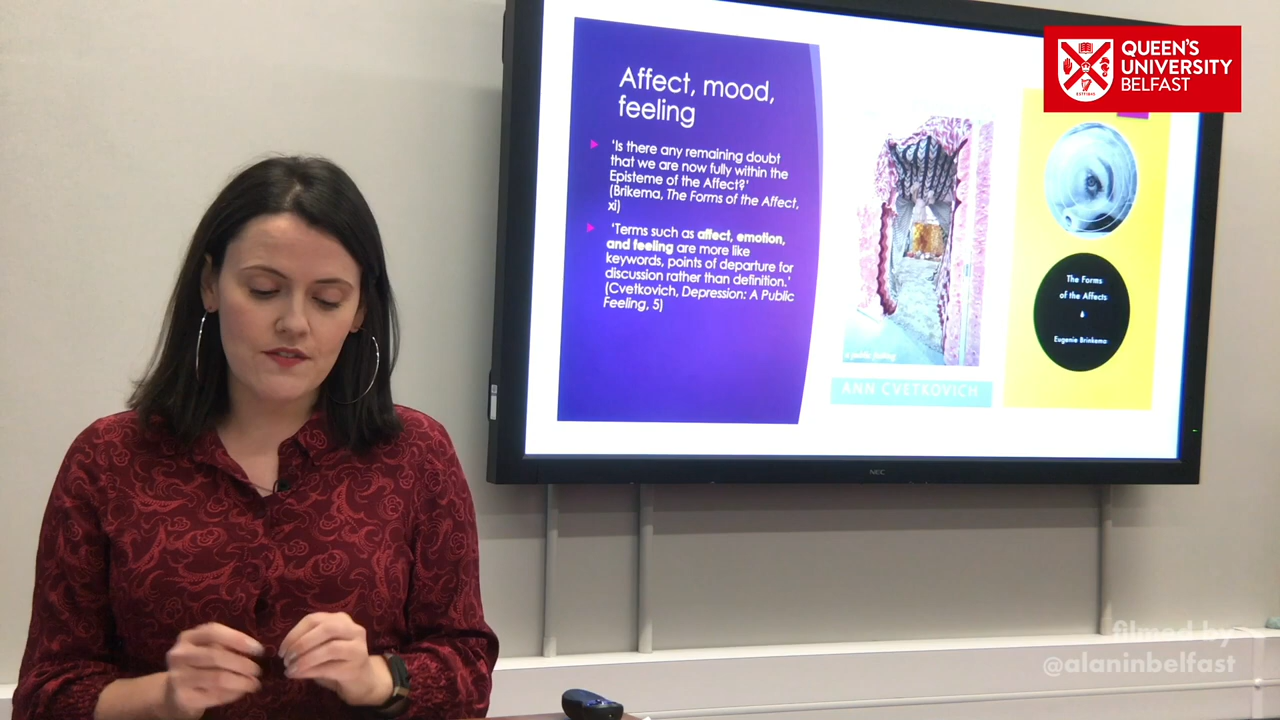 Affect, mood,
feeling
'Is there any remaining doubt
that we are now fully within the
Episteme of the Affect?'
(Brikema, The Forms of the Affect,
xi)
'Terms such as affect, emotion,
and feeling are more like
keywords, points of departure for
discussion rather than definition.'
(Cvetkovich, Depression: A Public
Feeling, 5)
a public feeling
ANN CVETKOVICH
The Forms
of the Affects
Eugenie Brinkema
NEC
QUEEN'S
UNIVERSITY
BELFAST
filmed by
@alaninbelfast